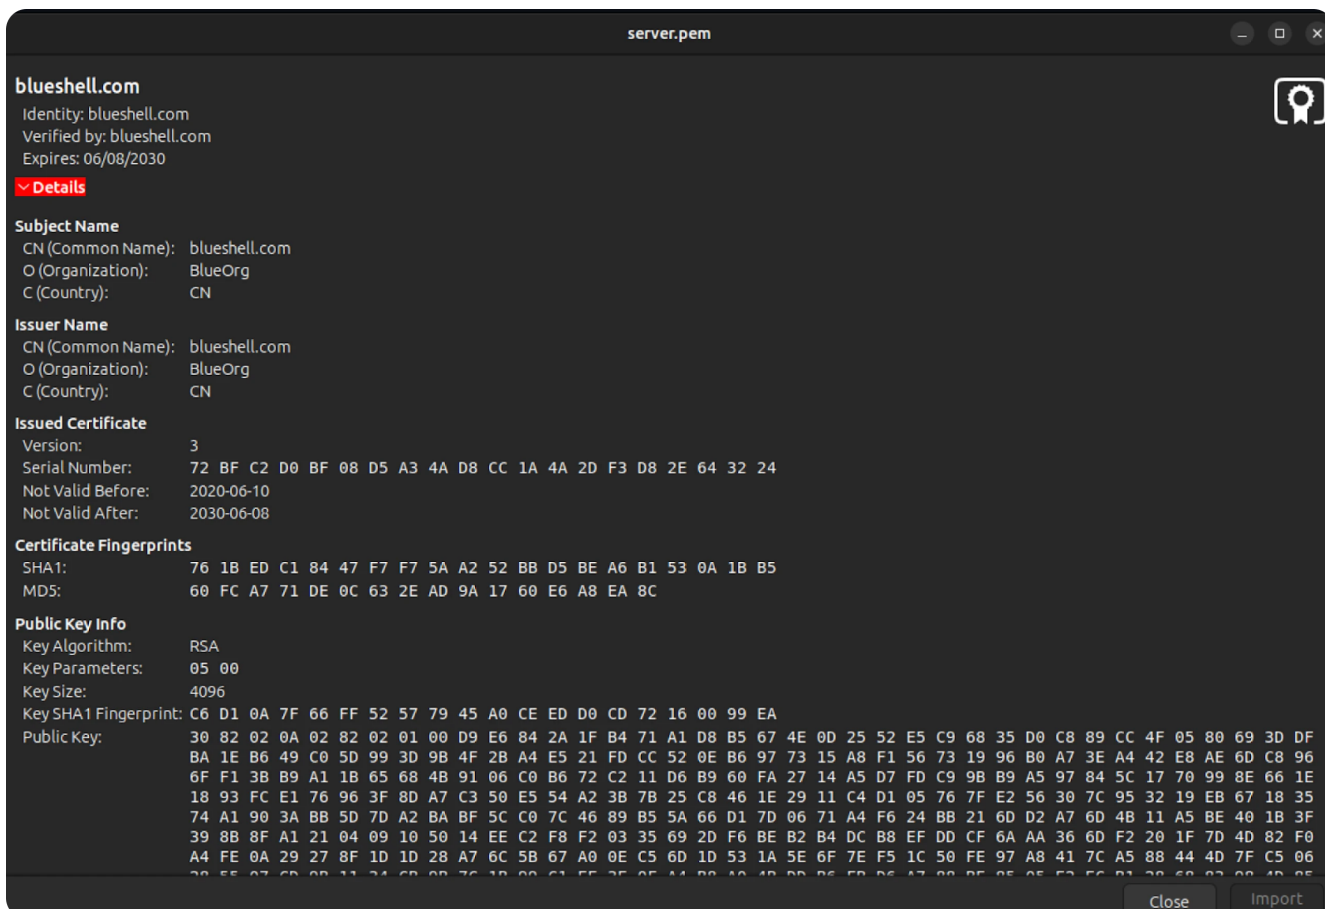 server.pem
blueshell.com
Identity: blueshell.com
Verified by: blueshell.com
Expires: 06/08/2030
Details
Subject Name
CN (Common Name): blueshell.com
O (Organization): BlueOrg
C (Country): CN
Issuer Name
CN (Common Name): blueshell.com
O (Organization): BlueOrg
C (Country): CN
Issued Certificate
Version: 3
Serial Number: 72 BF C2 D0 BF 08 D5 A3 4A D8 CC 1A 4A 2D F3 D8 2E 64 32 24
Not Valid Before: 2020-06-10
Not Valid After: 2030-06-08
Certificate Fingerprints
SHA1: 76 1B ED C1 84 47 F7 F7 5A A2 52 BB D5 BE A6 B1 53 0A 1B B5
MD5: 60 FC A7 71 DE 0C 63 2E AD 9A 17 60 E6 A8 EA 8C
Public Key Info
Key Algorithm: RSA
Key Parameters: 05 00
Key Size: 4096
Key SHA1 Fingerprint: C6 D1 0A 7F 66 FF 52 57 79 45 A0 CE ED D0 CD 72 16 00 99 EA
Public Key: 30 82 02 0A 02 82 02 01 00 D9 E6 84 2A 1F B4 71 A1 D8 B5 67 4E 0D 25 52 E5 C9 68 35 D0 C8 89 CC 4F 05 80 69 3D DF
BA 1E B6 49 C0 5D 99 3D 9B 4F 2B A4 E5 21 FD CC 52 0E B6 97 73 15 A8 F1 56 73 19 96 B0 A7 3E A4 42 E8 AE 6D C8 96
6F F1 3B B9 A1 1B 65 68 4B 91 06 C0 B6 72 C2 11 D6 B9 60 FA 27 14 A5 D7 FD C9 9B B9 A5 97 84 5C 17 70 99 8E 66 1E
18 93 FC E1 76 96 3F 8D A7 C3 50 E5 54 A2 3B 7B 25 C8 46 1E 29 11 C4 D1 05 76 7F E2 56 30 7C 95 32 19 EB 67 18 35
74 A1 90 3A BB 5D 7D A2 BA BF 5C C0 7C 46 89 B5 5A 66 D1 7D 06 71 A4 F6 24 BB 21 6D D2 A7 6D 4B 11 A5 BE 40 1B 3F
39 8B 8F A1 21 04 09 10 50 14 EE C2 F8 F2 03 35 69 2D F6 BE B2 B4 DC B8 EF DD CF 6A AA 36 6D F2 20 1F 7D 4D 82 F0
A4 FE 0A 29 27 8F 1D 1D 28 A7 6C 5B 67 A0 0E C5 6D 1D 53 1A 5E 6F 7E F5 1C 50 FE 97 A8 41 7C A5 88 44 4D 7F C5 06
Close Import